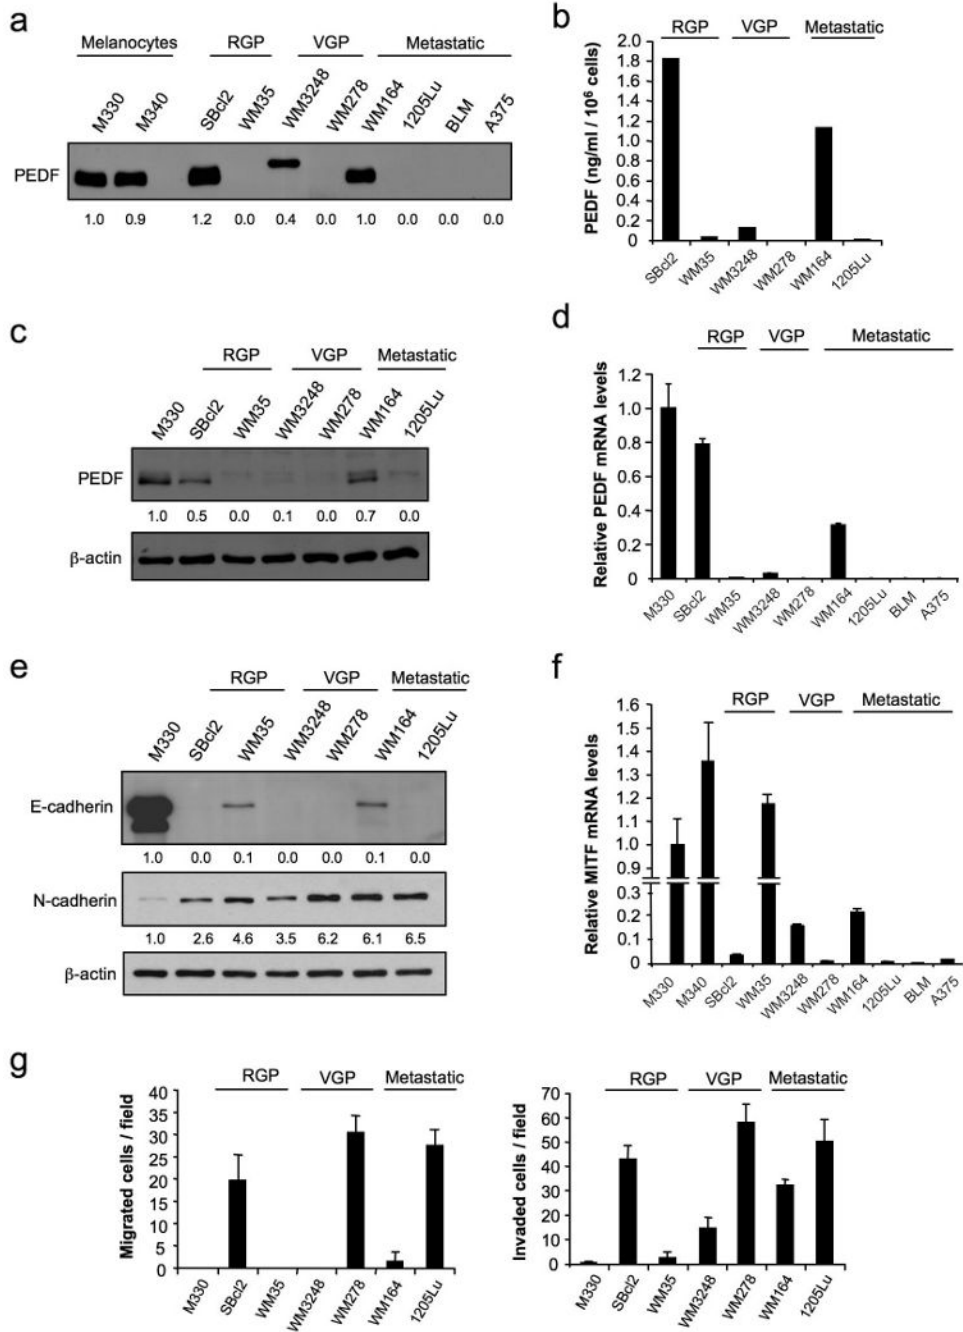 a
Melanocytes RGP VGP Metastatic
M330 M340 SBcl2 WM35 WM3248 WM278 WM164 1205Lu BLM A375
PEDF
1.0 0.9 1.2 0.0 0.4 0.0 1.0 0.0 0.0 0.0
b
RGP VGP Metastatic
PEDF (ng/ml / 10⁶ cells)
2.0
1.8
1.6
1.4
1.2
1.0
0.8
0.6
0.4
0.2
0
SBcl2 WM35 WM3248 WM278 WM164 1205Lu
c
RGP VGP Metastatic
M330 SBcl2 WM35 WM3248 WM278 WM164 1205Lu
PEDF
1.0 0.5 0.0 0.1 0.0 0.7 0.0
β-actin
d
RGP VGP Metastatic
Relative PEDF mRNA levels
1.2
1.0
0.8
0.6
0.4
0.2
0
M330 SBcl2 WM35 WM3248 WM278 WM164 1205Lu BLM A375
e
RGP VGP Metastatic
M330 SBcl2 WM35 WM3248 WM278 WM164 1205Lu
E-cadherin
1.0 0.0 0.1 0.0 0.0 0.1 0.0
N-cadherin
1.0 2.6 4.6 3.5 6.2 6.1 6.5
β-actin
f
RGP VGP Metastatic
Relative MITF mRNA levels
1.6
1.5
1.4
1.3
1.2
1.1
1.0
0.9
0.3
0.2
0.1
0
M330 M340 SBcl2 WM35 WM3248 WM278 WM164 1205Lu BLM A375
g
RGP VGP Metastatic
Migrated cells / field
40
35
30
25
20
15
10
5
0
M330 SBcl2 WM35 WM3248 WM278 WM164 1205Lu
RGP VGP Metastatic
Invaded cells / field
70
60
50
40
30
20
10
0
M330 SBcl2 WM35 WM3248 WM278 WM164 1205Lu